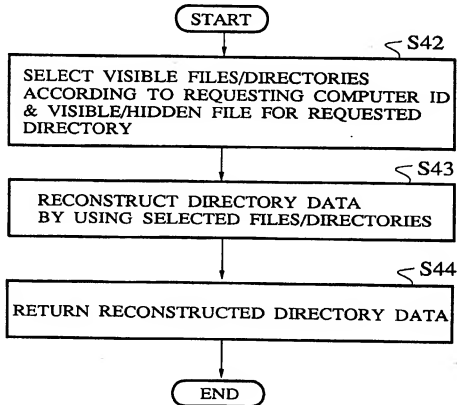 START
S42
SELECT VISIBLE FILES/DIRECTORIES
ACCORDING TO REQUESTING COMPUTER ID
& VISIBLE/HIDDEN FILE FOR REQUESTED
DIRECTORY
S43
RECONSTRUCT DIRECTORY DATA
BY USING SELECTED FILES/DIRECTORIES
S44
RETURN RECONSTRUCTED DIRECTORY DATA
END